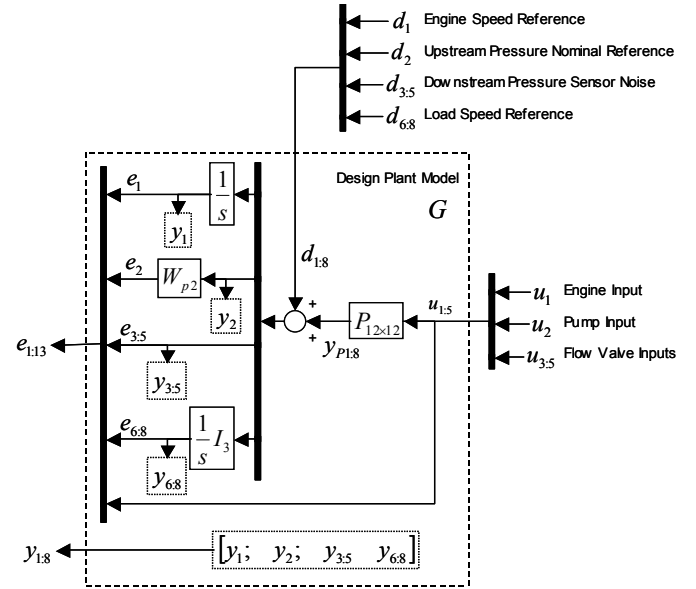 d1 Engine Speed Reference
d2 Upstream Pressure Nominal Reference
d3:5 Downstream Pressure Sensor Noise
d6:8 Load Speed Reference
Design Plant Model
G
e1
1/s
y1
d1:8
e2
Wp2
y2
+
+
yP1:8
P12×12
u1:5
u1 Engine Input
u2 Pump Input
u3:5 Flow Valve Inputs
e1:13
e3:5
y3:5
e6:8
1/s I3
y6:8
y1:8
[y1; y2; y3:5 y6:8]